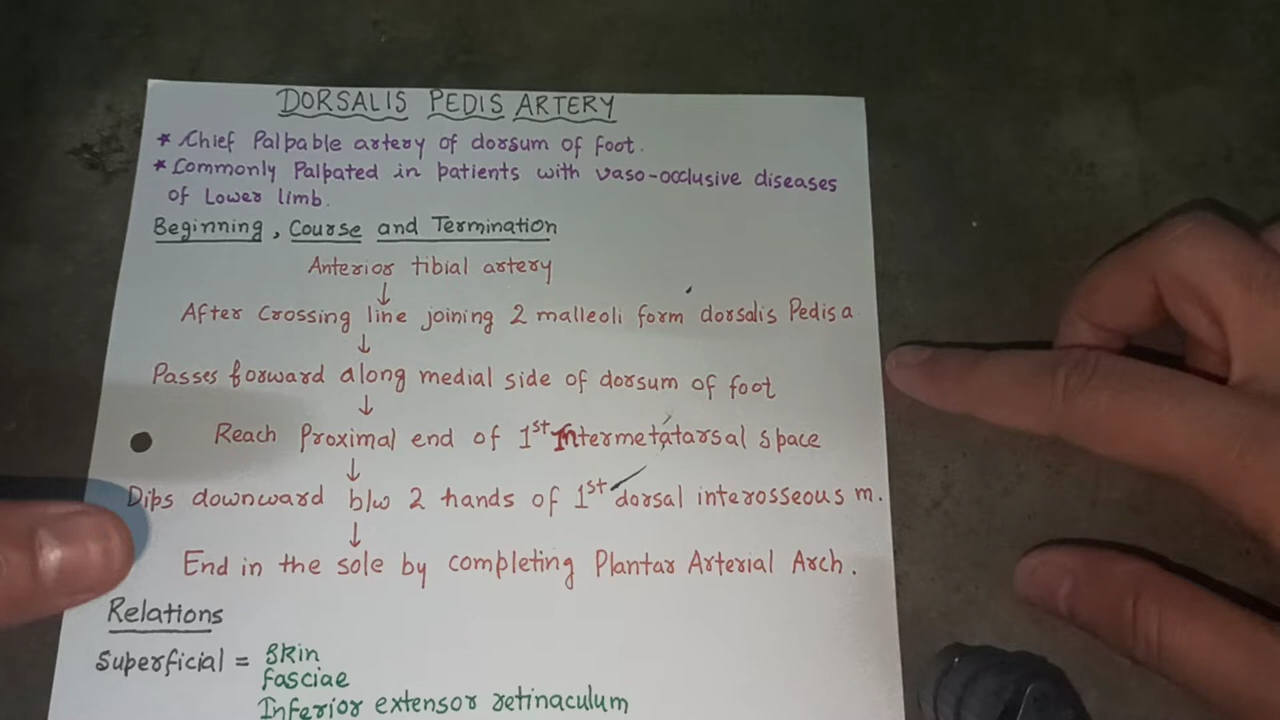 DORSALIS PEDIS ARTERY
* Chief Palpable artery of dorsum of foot.
* Commonly Palpated in patients with vaso-occlusive diseases
of Lower limb.
Beginning, Course and Termination
Anterior tibial artery
↓
After Crossing line joining 2 malleoli form dorsalis Pedis a
↓
Passes forward along medial side of dorsum of foot
↓
Reach Proximal end of 1st Intermetatarsal space
↓
Dips downward b/w 2 hands of 1st dorsal interosseous m.
↓
End in the sole by completing Plantar Arterial Arch.
Relations
Superficial = Skin
Fasciae
Inferior extensor retinaculum